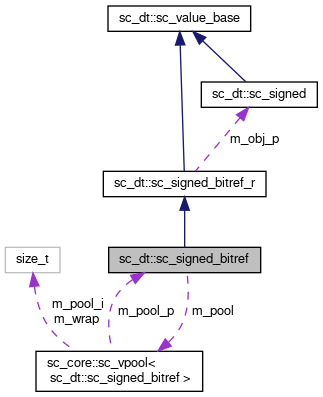 sc_dt::sc_value_base
sc_dt::sc_signed
m_obj_p
sc_dt::sc_signed_bitref_r
size_t
sc_dt::sc_signed_bitref
m_pool_i
m_wrap
m_pool_p
m_pool
sc_core::sc_vpool<
sc_dt::sc_signed_bitref >